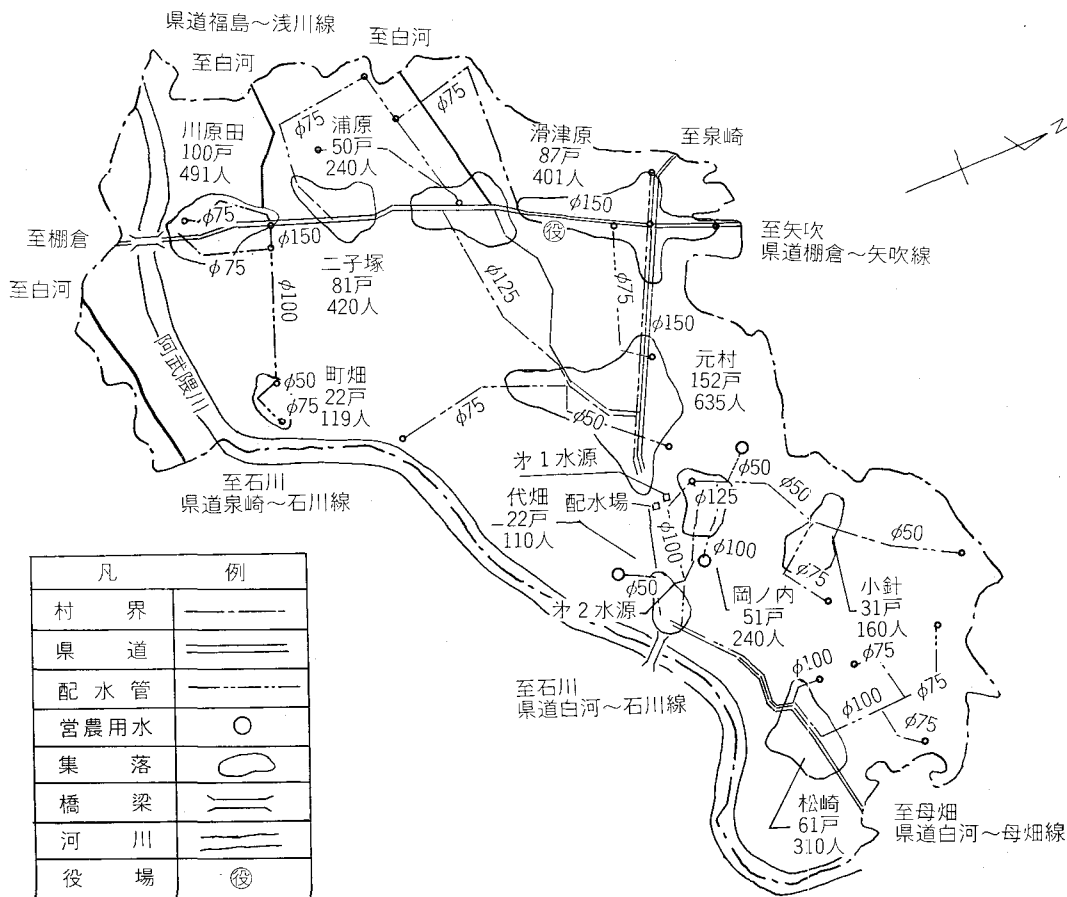 県道福島～浅川線
至白河
至白河
φ75
φ75
川原田
100戸
491人
浦原
50戸
240人
滑津原
87戸
401人
至泉崎
N
至棚倉
φ75
φ150
φ75
φ150
役
至矢吹
県道棚倉～矢吹線
至白河
二子塚
81戸
420人
φ100
φ125
φ75
φ150
阿武隈川
町畑
22戸
119人
φ50
φ75
φ75
φ50
元村
152戸
635人
至石川
県道泉崎～石川線
㐧1水源
代畑
22戸
110人
配水場
φ125
φ50
φ50
φ50
φ100
φ100
φ50
㐧2水源
岡ノ内
51戸
240人
φ75
小針
31戸
160人
至石川
県道白河～石川線
φ100
φ75
φ75
φ100
φ75
松崎
61戸
310人
至母畑
県道白河～母畑線
凡例
村界
県道
配水管
営農用水
集落
橋梁
河川
役場 役